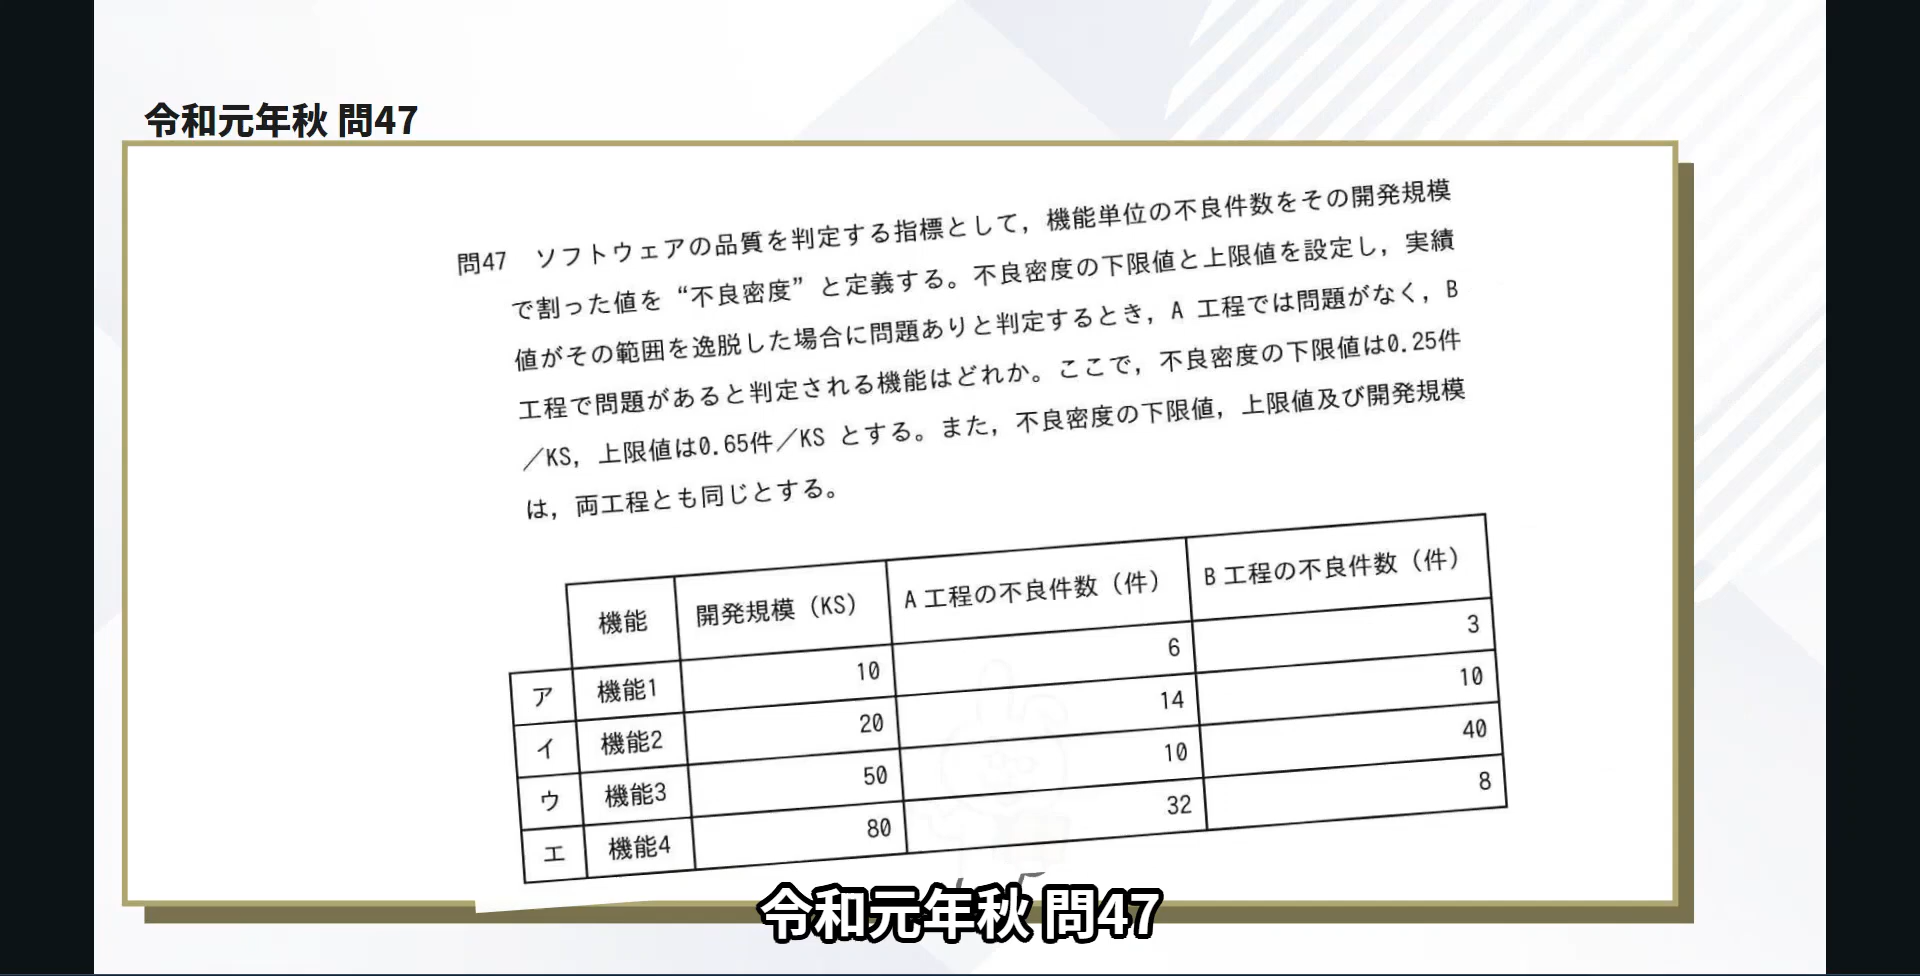 令和元年秋 問47
問47 ソフトウェアの品質を判定する指標として，機能単位の不良件数をその開発規模
で割った値を“不良密度”と定義する。不良密度の下限値と上限値を設定し，実績
値がその範囲を逸脱した場合に問題ありと判定するとき，A 工程では問題がなく，B
工程で問題があると判定される機能はどれか。ここで，不良密度の下限値は0.25件
／KS，上限値は0.65件／KS とする。また，不良密度の下限値，上限値及び開発規模
は，両工程とも同じとする。
機能 開発規模（KS） A 工程の不良件数（件） B 工程の不良件数（件）
ア 機能1 10 6 3
イ 機能2 20 14 10
ウ 機能3 50 10 40
エ 機能4 80 32 8
令和元年秋 問47